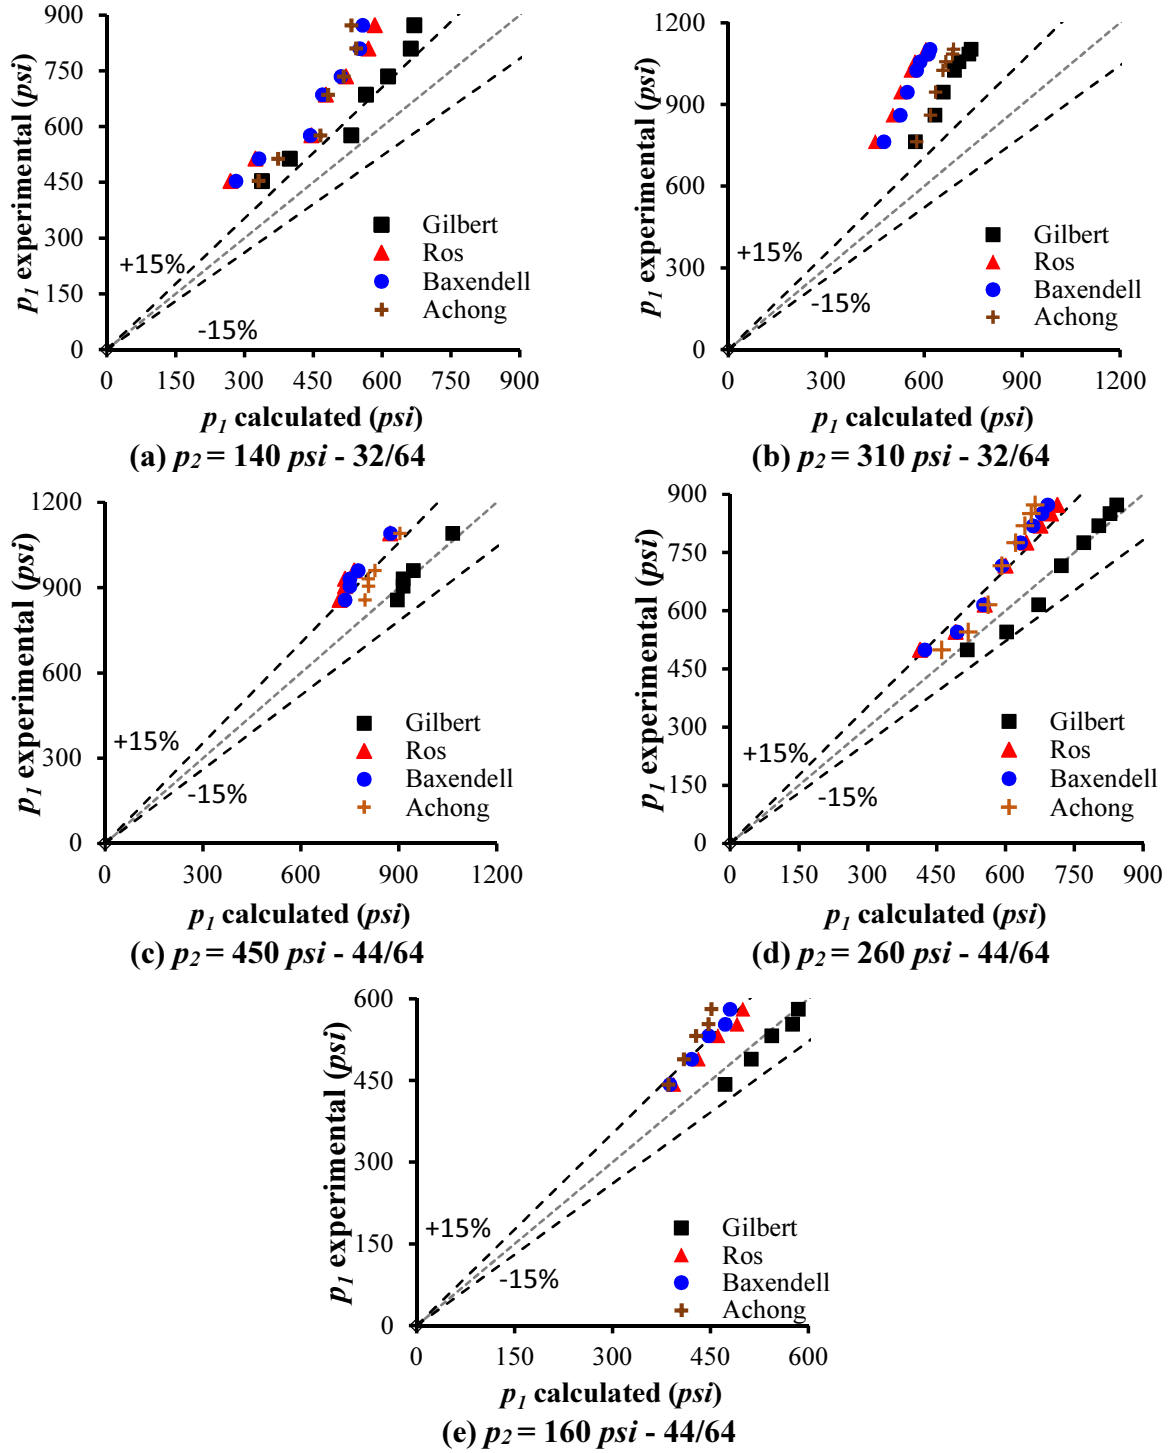 900
750
600
450
300
150
0
p1 experimental (psi)
+15%
-15%
Gilbert
Ros
Baxendell
Achong
0 150 300 450 600 750 900
p1 calculated (psi)
(a) p2 = 140 psi - 32/64
1200
900
600
300
0
p1 experimental (psi)
+15%
-15%
Gilbert
Ros
Baxendell
Achong
0 300 600 900 1200
p1 calculated (psi)
(b) p2 = 310 psi - 32/64
1200
900
600
300
0
p1 experimental (psi)
+15%
-15%
Gilbert
Ros
Baxendell
Achong
0 300 600 900 1200
p1 calculated (psi)
(c) p2 = 450 psi - 44/64
900
750
600
450
300
150
0
p1 experimental (psi)
+15%
-15%
Gilbert
Ros
Baxendell
Achong
0 150 300 450 600 750 900
p1 calculated (psi)
(d) p2 = 260 psi - 44/64
600
450
300
150
0
p1 experimental (psi)
+15%
-15%
Gilbert
Ros
Baxendell
Achong
0 150 300 450 600
p1 calculated (psi)
(e) p2 = 160 psi - 44/64